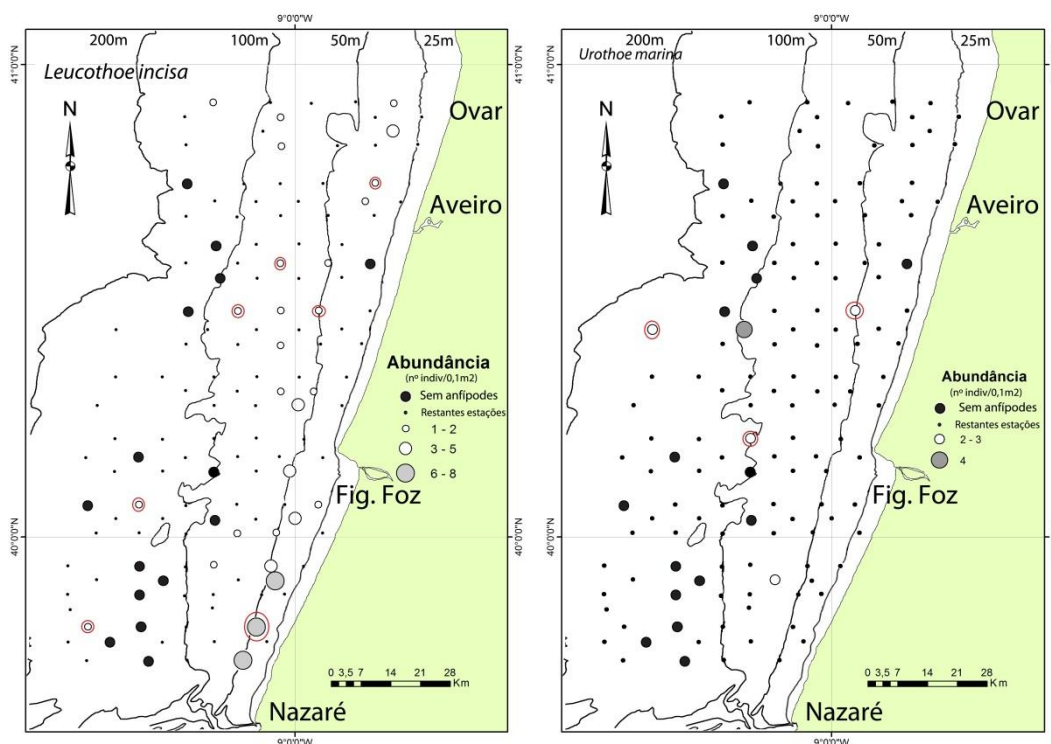 9°0'0"W
200m 100m 50m 25m
Leucothoe incisa
41°0'0"N
N
Ovar
Aveiro
Abundância
(nº indiv/0,1m2)
Sem anfípodes
Restantes estações
1 - 2
3 - 5
6 - 8
Fig. Foz
40°0'0"N
0 3,5 7 14 21 28
Km
Nazaré
9°0'0"W
9°0'0"W
200m 100m 50m 25m
Urothoe marina
41°0'0"N
N
Ovar
Aveiro
Abundância
(nº indiv/0,1m2)
Sem anfípodes
Restantes estações
2 - 3
4
Fig. Foz
40°0'0"N
0 3,5 7 14 21 28
Km
Nazaré
9°0'0"W